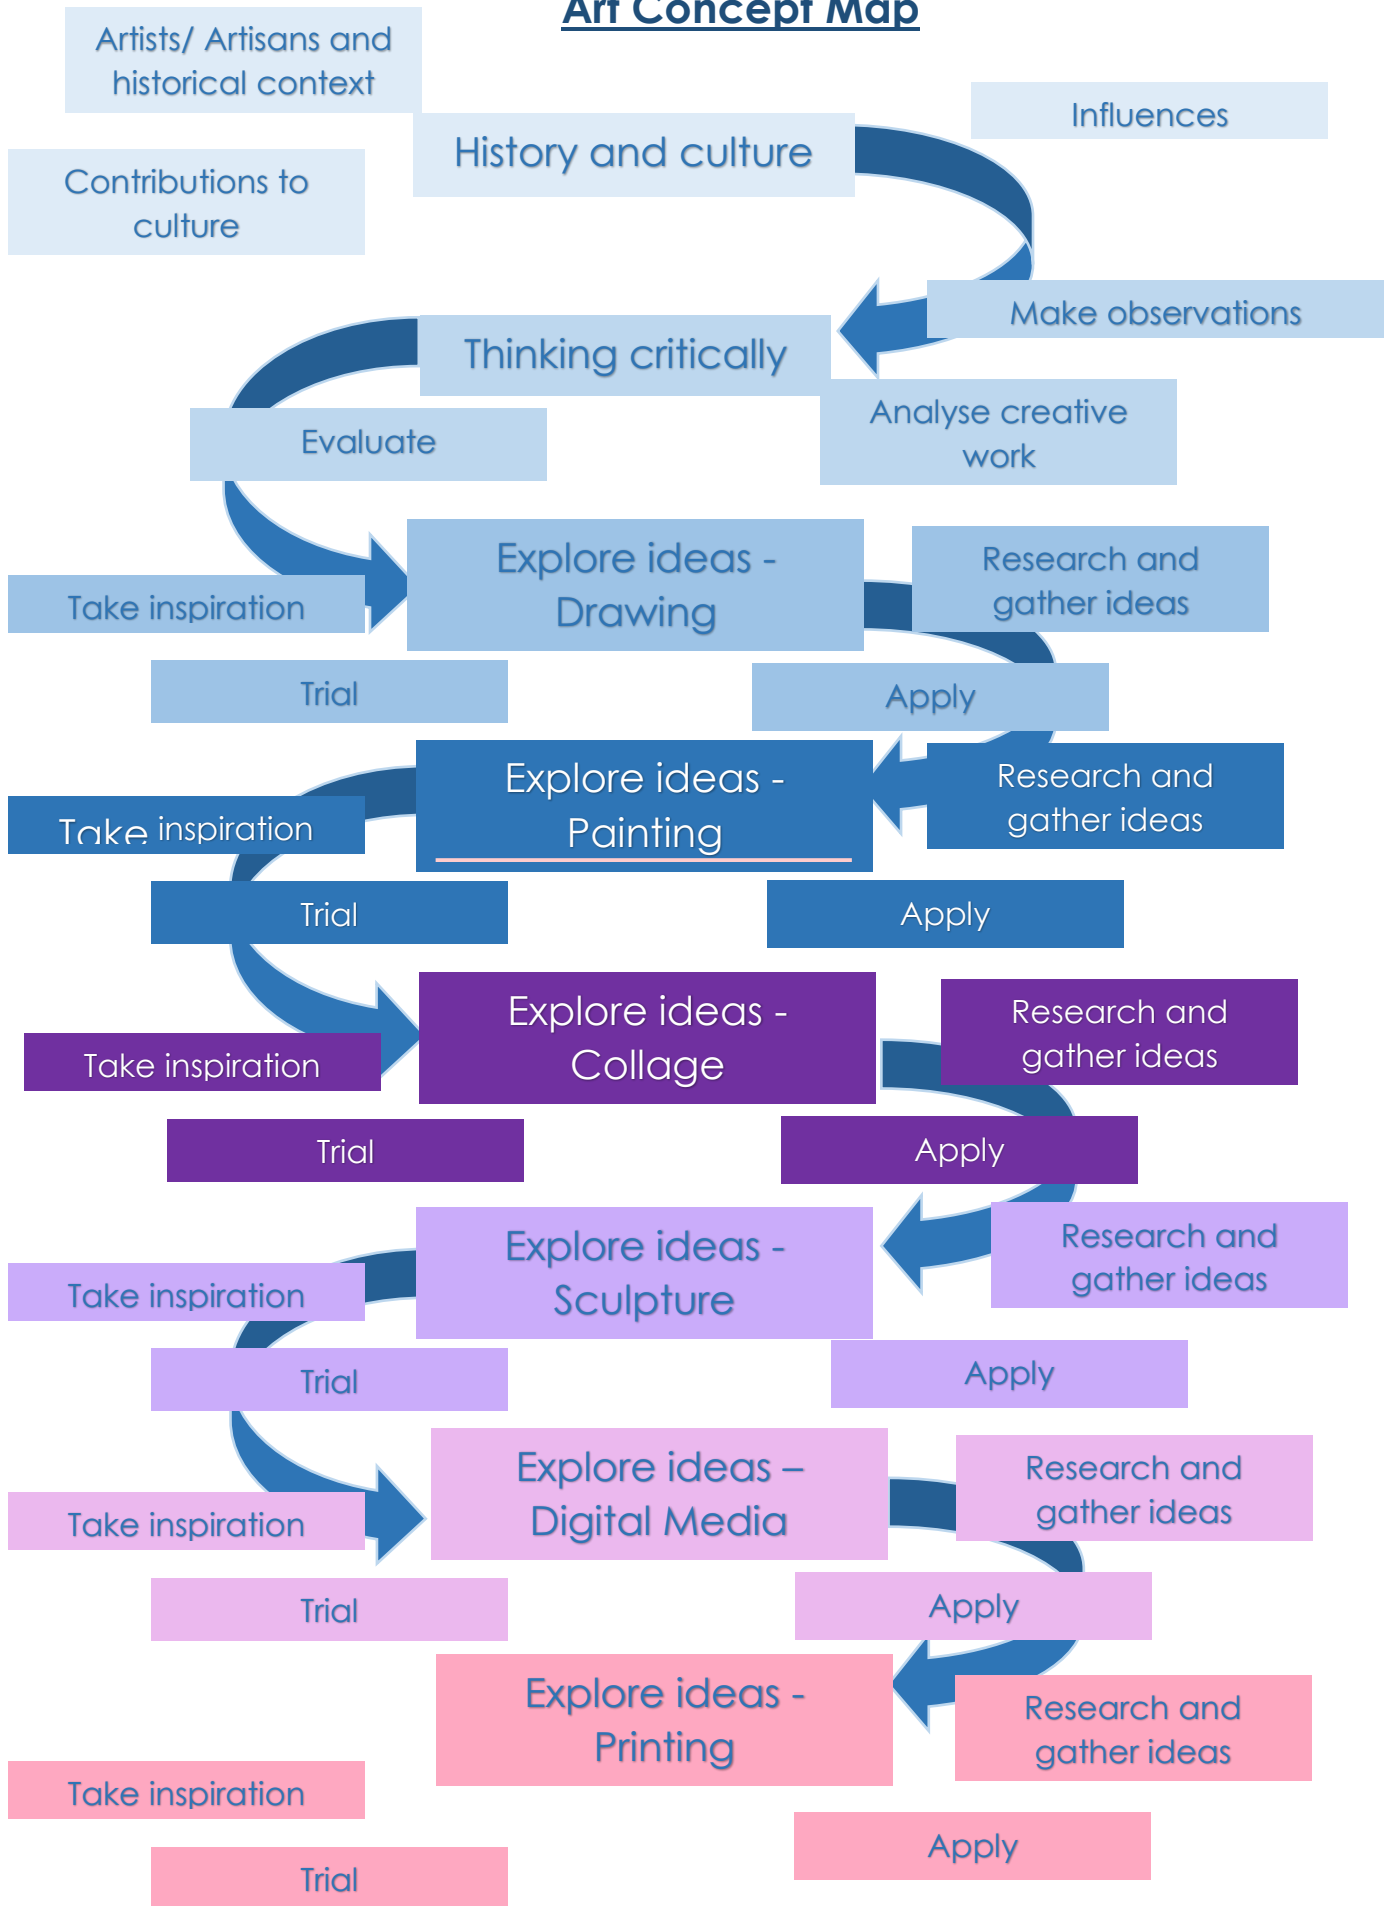 Art Concept Map
Artists/ Artisans and
historical context
Influences
History and culture
Contributions to
culture
Make observations
Thinking critically
Analyse creative
work
Evaluate
Explore ideas -
Drawing
Research and
gather ideas
Take inspiration
Trial
Apply
Explore ideas -
Painting
Research and
gather ideas
Take inspiration
Trial
Apply
Explore ideas -
Collage
Research and
gather ideas
Take inspiration
Trial
Apply
Explore ideas -
Sculpture
Research and
gather ideas
Take inspiration
Trial
Apply
Explore ideas –
Digital Media
Research and
gather ideas
Take inspiration
Trial
Apply
Explore ideas -
Printing
Research and
gather ideas
Take inspiration
Apply
Trial